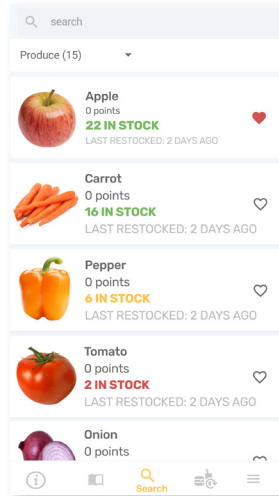 search
Produce (15)
Apple
0 points
22 IN STOCK
LAST RESTOCKED: 2 DAYS AGO
Carrot
0 points
16 IN STOCK
LAST RESTOCKED: 2 DAYS AGO
Pepper
0 points
6 IN STOCK
LAST RESTOCKED: 2 DAYS AGO
Tomato
0 points
2 IN STOCK
LAST RESTOCKED: 2 DAYS AGO
Onion
0 points
Search